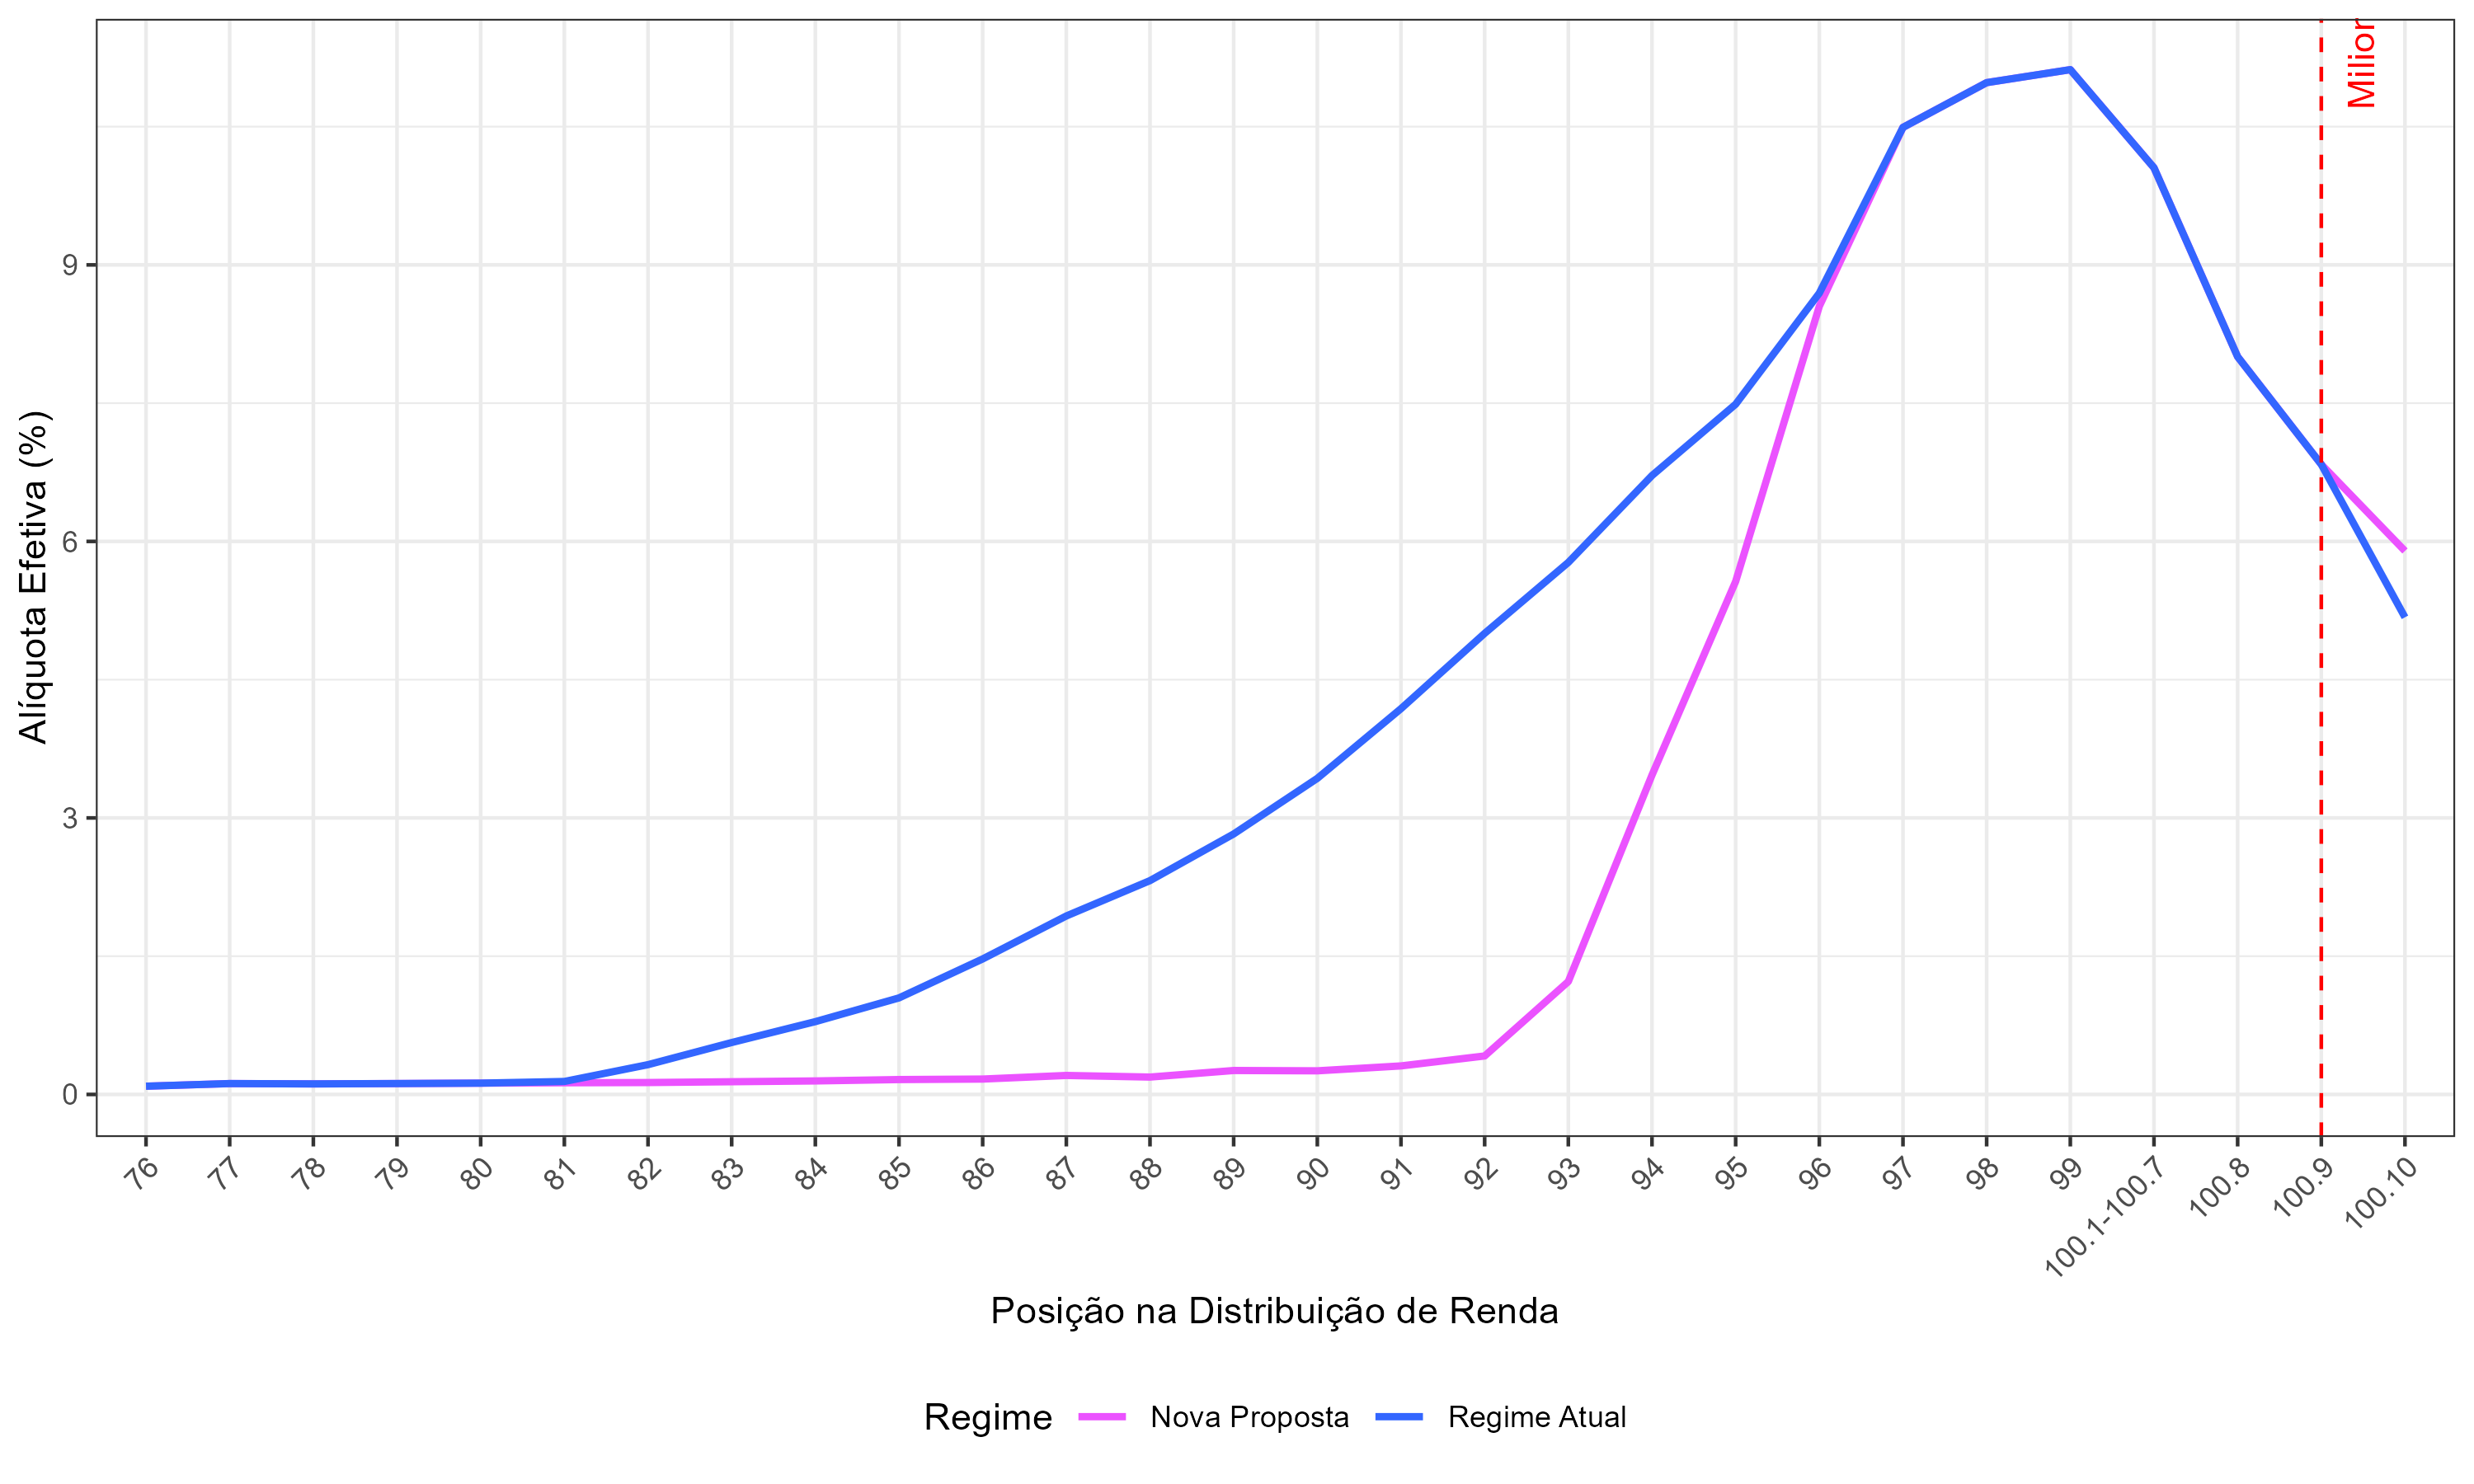 Milior
Alíquota Efetiva (%)
9
6
3
0
76 77 78 79 80 81 82 83 84 85 86 87 88 89 90 91 92 93 94 95 96 97 98 99 100.1-100.7 100.8 100.9 100.10
Posição na Distribuição de Renda
Regime Nova Proposta Regime Atual